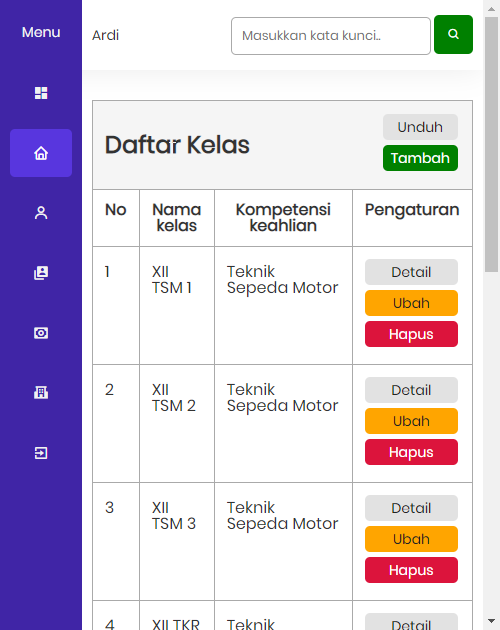 Menu
Ardi
Masukkan kata kunci..
Daftar Kelas
Unduh
Tambah
No
Nama
kelas
Kompetensi
keahlian
Pengaturan
1
XII
TSM 1
Teknik
Sepeda Motor
Detail
Ubah
Hapus
2
XII
TSM 2
Teknik
Sepeda Motor
Detail
Ubah
Hapus
3
XII
TSM 3
Teknik
Sepeda Motor
Detail
Ubah
Hapus
4
XII TKR
Teknik
Detail